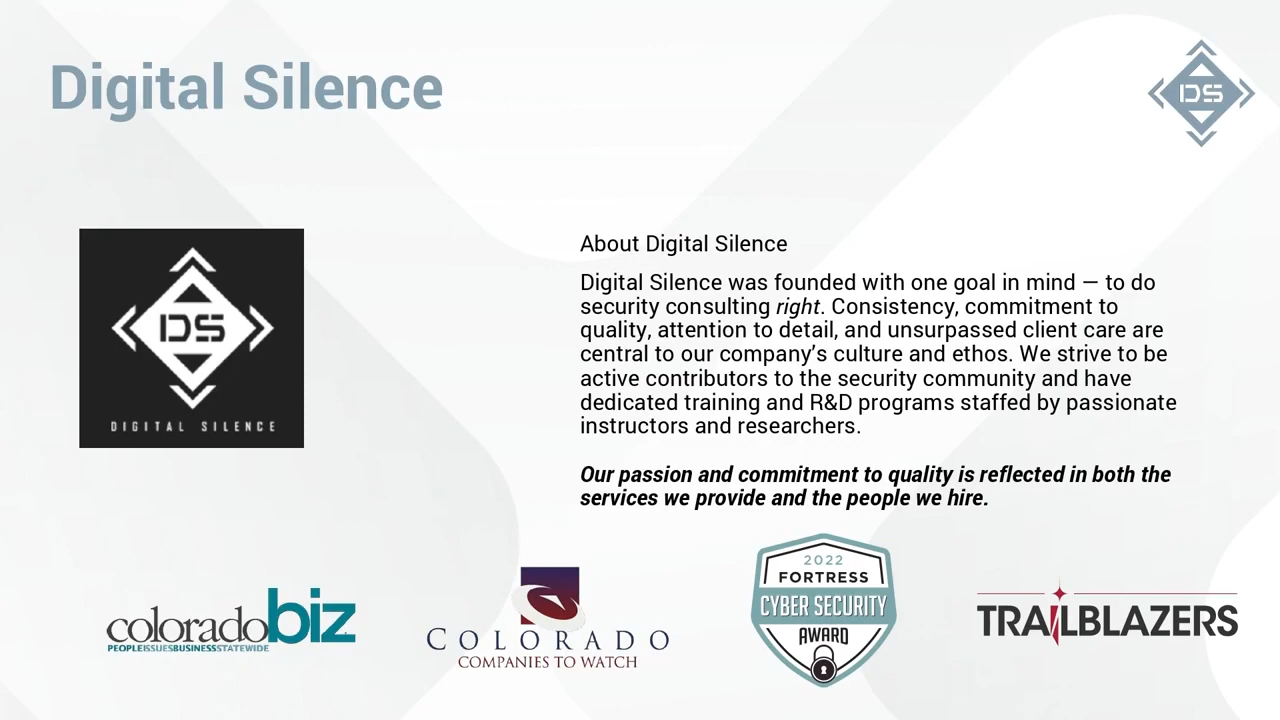 Digital Silence
DS
DS
DIGITAL SILENCE
About Digital Silence
Digital Silence was founded with one goal in mind — to do
security consulting right. Consistency, commitment to
quality, attention to detail, and unsurpassed client care are
central to our company’s culture and ethos. We strive to be
active contributors to the security community and have
dedicated training and R&D programs staffed by passionate
instructors and researchers.
Our passion and commitment to quality is reflected in both the
services we provide and the people we hire.
coloradobiz
PEOPLEISSUESBUSINESSSTATEWIDE
COLORADO
COMPANIES TO WATCH
2022
FORTRESS
CYBER SECURITY
AWARD
TRAILBLAZERS